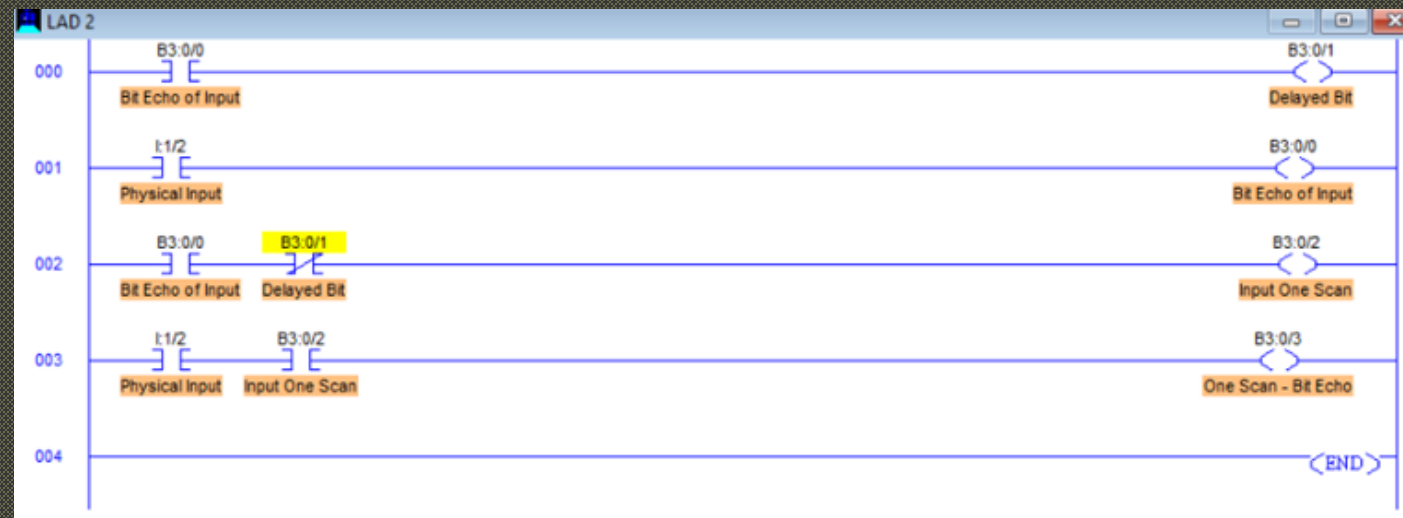 LAD 2
B3:0/0 B3:0/1
000
Bit Echo of Input Delayed Bit
I:1/2 B3:0/0
001
Physical Input Bit Echo of Input
B3:0/0 B3:0/1 B3:0/2
002
Bit Echo of Input Delayed Bit Input One Scan
I:1/2 B3:0/2 B3:0/3
003
Physical Input Input One Scan One Scan - Bit Echo
004 END